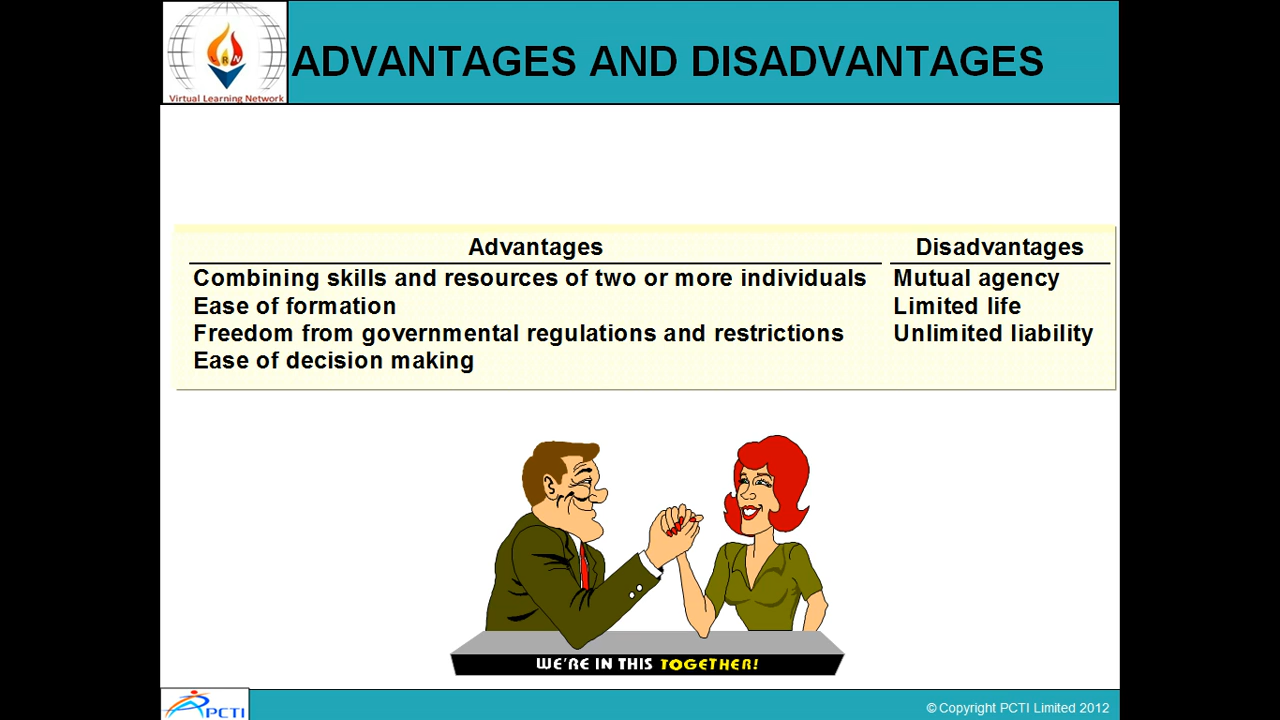 ADVANTAGES AND DISADVANTAGES
LRN
Virtual Learning Network
Advantages Disadvantages
Combining skills and resources of two or more individuals Mutual agency
Ease of formation Limited life
Freedom from governmental regulations and restrictions Unlimited liability
Ease of decision making
WE'RE IN THIS TOGETHER!
PCTI
© Copyright PCTI Limited 2012